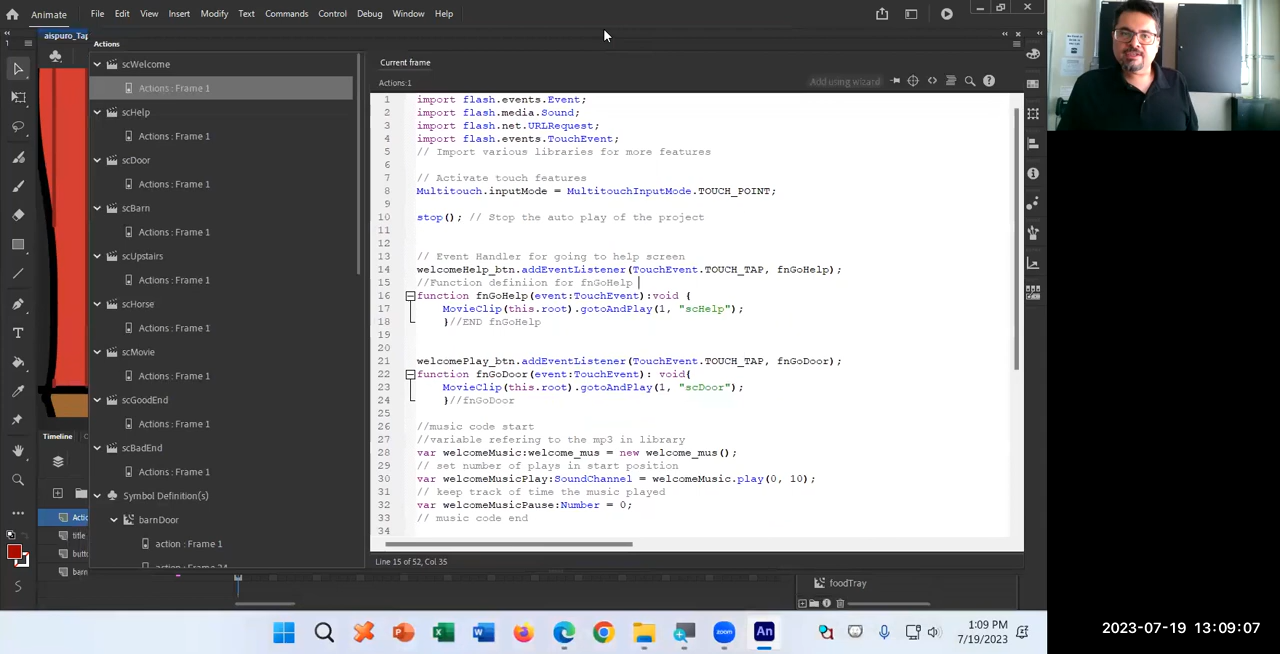 Animate
File Edit View Insert Modify Text Commands Control Debug Window Help
aispuro_Tap
Actions
scWelcome
Actions : Frame 1
scHelp
Actions : Frame 1
scDoor
Actions : Frame 1
scBarn
Actions : Frame 1
scUpstairs
Actions : Frame 1
scHorse
Actions : Frame 1
scMovie
Actions : Frame 1
scGoodEnd
Actions : Frame 1
scBadEnd
Actions : Frame 1
Symbol Definition(s)
barnDoor
action : Frame 1
Timeline
Actio
title
butto
barn
Current frame
Actions:1
Add using wizard
1 import flash.events.Event;
2 import flash.media.Sound;
3 import flash.net.URLRequest;
4 import flash.events.TouchEvent;
5 // Import various libraries for more features
6
7 // Activate touch features
8 Multitouch.inputMode = MultitouchInputMode.TOUCH_POINT;
9
10 stop(); // Stop the auto play of the project
11
12
13 // Event Handler for going to help screen
14 welcomeHelp_btn.addEventListener(TouchEvent.TOUCH_TAP, fnGoHelp);
15 //Function definiion for fnGoHelp
16 function fnGoHelp(event:TouchEvent):void {
17 MovieClip(this.root).gotoAndPlay(1, "scHelp");
18 }//END fnGoHelp
19
20
21 welcomePlay_btn.addEventListener(TouchEvent.TOUCH_TAP, fnGoDoor);
22 function fnGoDoor(event:TouchEvent): void{
23 MovieClip(this.root).gotoAndPlay(1, "scDoor");
24 }//fnGoDoor
25
26 //music code start
27 //variable refering to the mp3 in library
28 var welcomeMusic:welcome_mus = new welcome_mus();
29 // set number of plays in start position
30 var welcomeMusicPlay:SoundChannel = welcomeMusic.play(0, 10);
31 // keep track of time the music played
32 var welcomeMusicPause:Number = 0;
33 // music code end
34
Line 15 of 52, Col 35
foodTray
zoom
An
1:09 PM
7/19/2023
2023-07-19 13:09:07